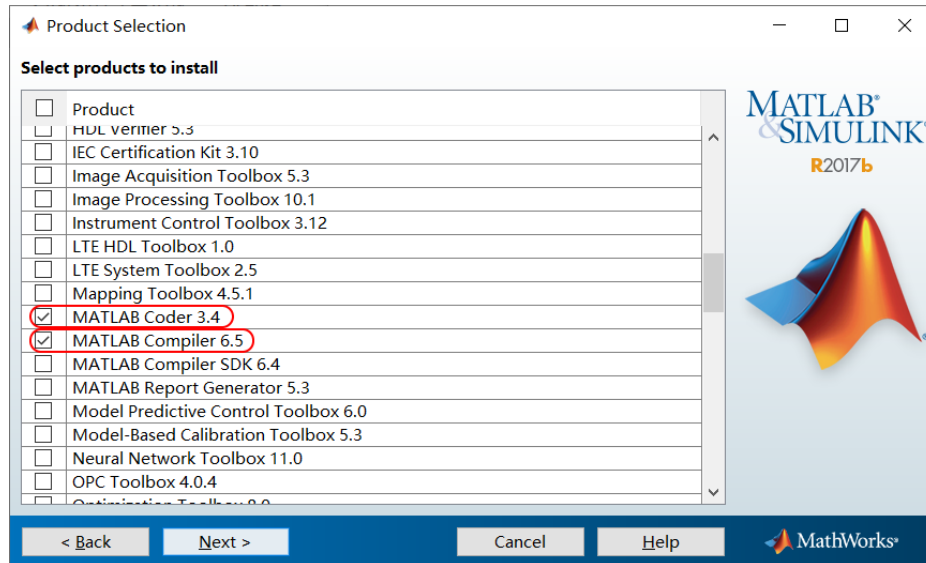 Product Selection
Select products to install
Product
HDL Verifier 5.3
IEC Certification Kit 3.10
Image Acquisition Toolbox 5.3
Image Processing Toolbox 10.1
Instrument Control Toolbox 3.12
LTE HDL Toolbox 1.0
LTE System Toolbox 2.5
Mapping Toolbox 4.5.1
MATLAB Coder 3.4
MATLAB Compiler 6.5
MATLAB Compiler SDK 6.4
MATLAB Report Generator 5.3
Model Predictive Control Toolbox 6.0
Model-Based Calibration Toolbox 5.3
Neural Network Toolbox 11.0
OPC Toolbox 4.0.4
Optimization Toolbox 8.0
MATLAB®
&SIMULINK®
R2017b
< Back
Next >
Cancel
Help
MathWorks®